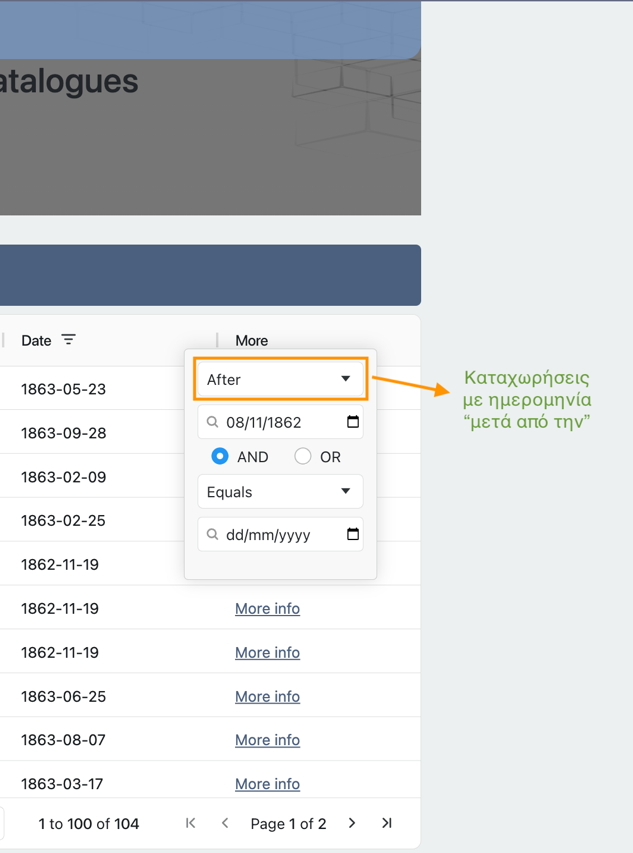 atalogues
Date
More
1863-05-23
After
Καταχωρήσεις
με ημερομηνία
“μετά από την”
08/11/1862
1863-09-28
AND
OR
1863-02-09
Equals
1863-02-25
dd/mm/yyyy
1862-11-19
1862-11-19 More info
1862-11-19 More info
1863-06-25 More info
1863-08-07 More info
1863-03-17 More info
1 to 100 of 104 Page 1 of 2